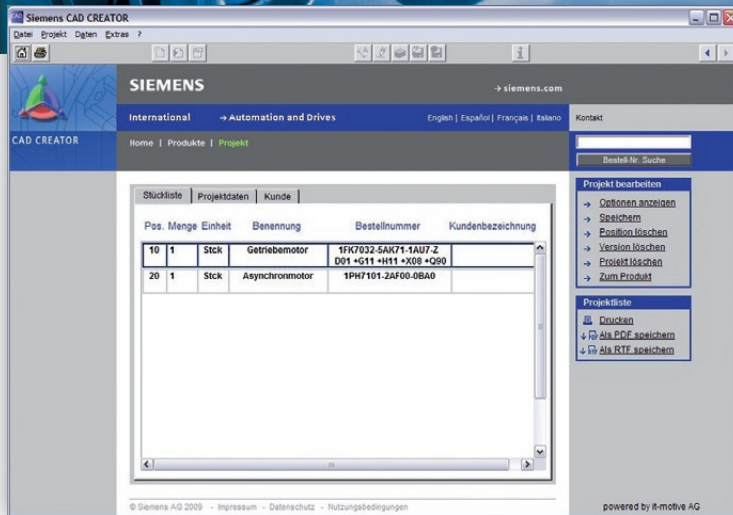 Siemens CAD CREATOR
Datei Projekt Daten Extras ?
SIEMENS
→ siemens.com
International → Automation and Drives English | Español | Français | Italiano Kontakt
CAD CREATOR
Home | Produkte | Projekt
Bestell-Nr. Suche
Stückliste Projektdaten Kunde
Pos. Menge Einheit Benennung Bestellnummer Kundenbezeichnung
10 1 Stck Getriebemotor 1FK7032-5AK71-1AU7-Z
D01 +G11 +H11 +X08 +Q90
20 1 Stck Asynchronmotor 1PH7101-2AF00-0BA0
Projekt bearbeiten
→ Optionen anzeigen
→ Speichern
→ Position löschen
→ Version löschen
→ Projekt löschen
→ Zum Produkt
Projektliste
Drucken
Als PDF speichern
Als RTF speichern
© Siemens AG 2009 - Impressum - Datenschutz - Nutzungsbedingungen
powered by it-motive AG